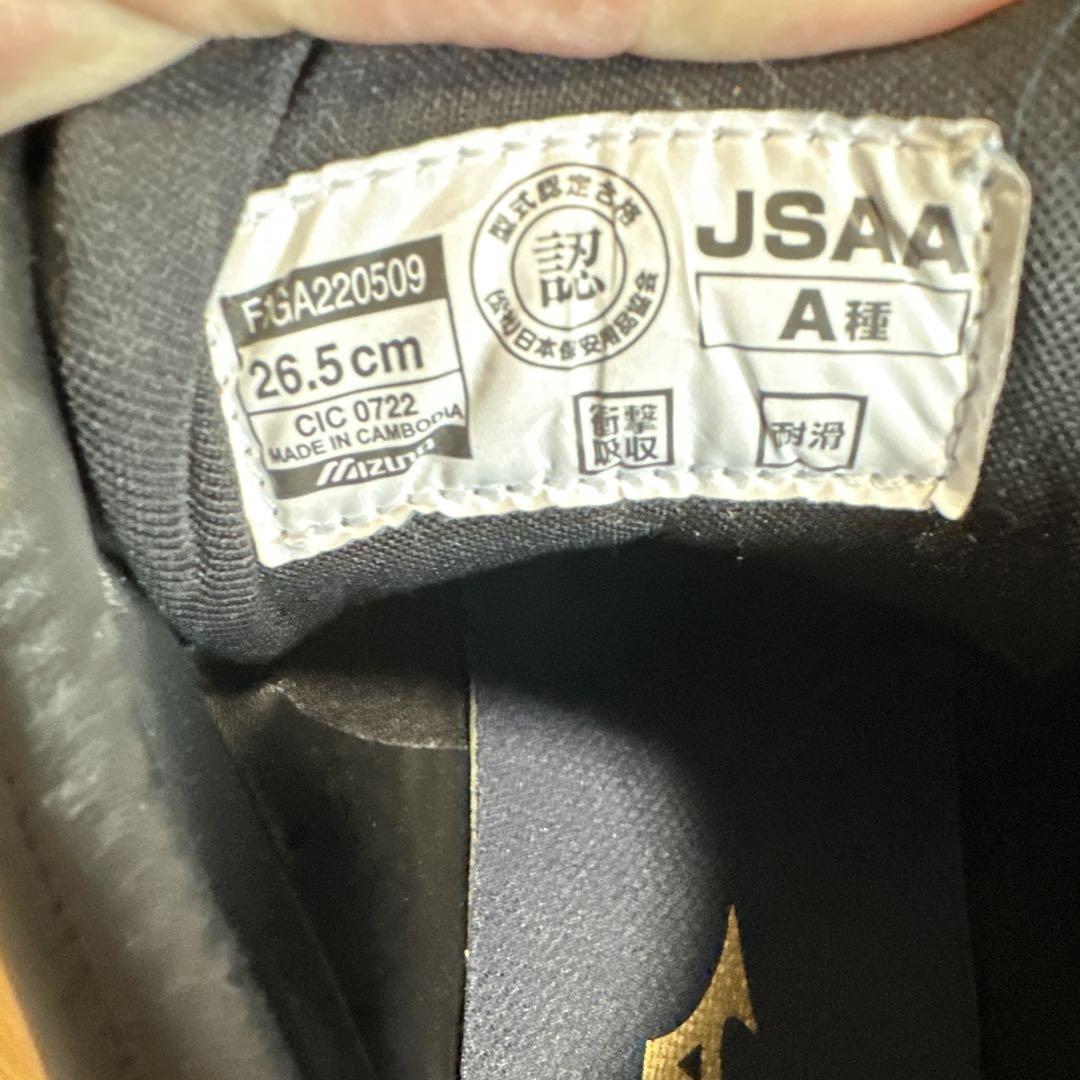 F1GA220509
26.5cm
CIC 0722
MADE IN CAMBODIA
MIZUNO
型式認定合格
認
(公社)日本保安用品協会
JSAA
A種
衝撃
吸収
耐滑